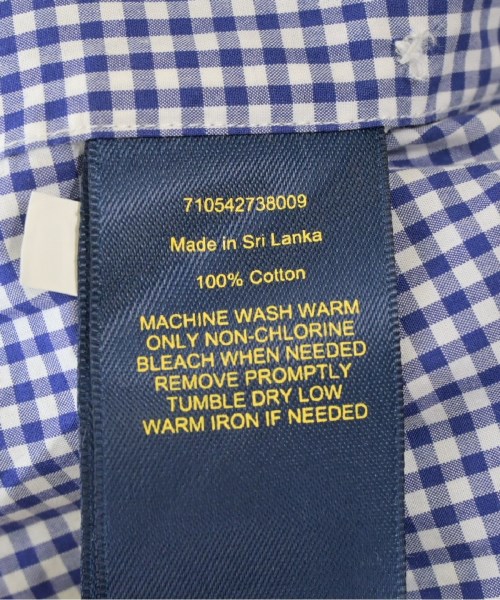 710542738009
Made in Sri Lanka
100% Cotton
MACHINE WASH WARM
ONLY NON-CHLORINE
BLEACH WHEN NEEDED
REMOVE PROMPTLY
TUMBLE DRY LOW
WARM IRON IF NEEDED